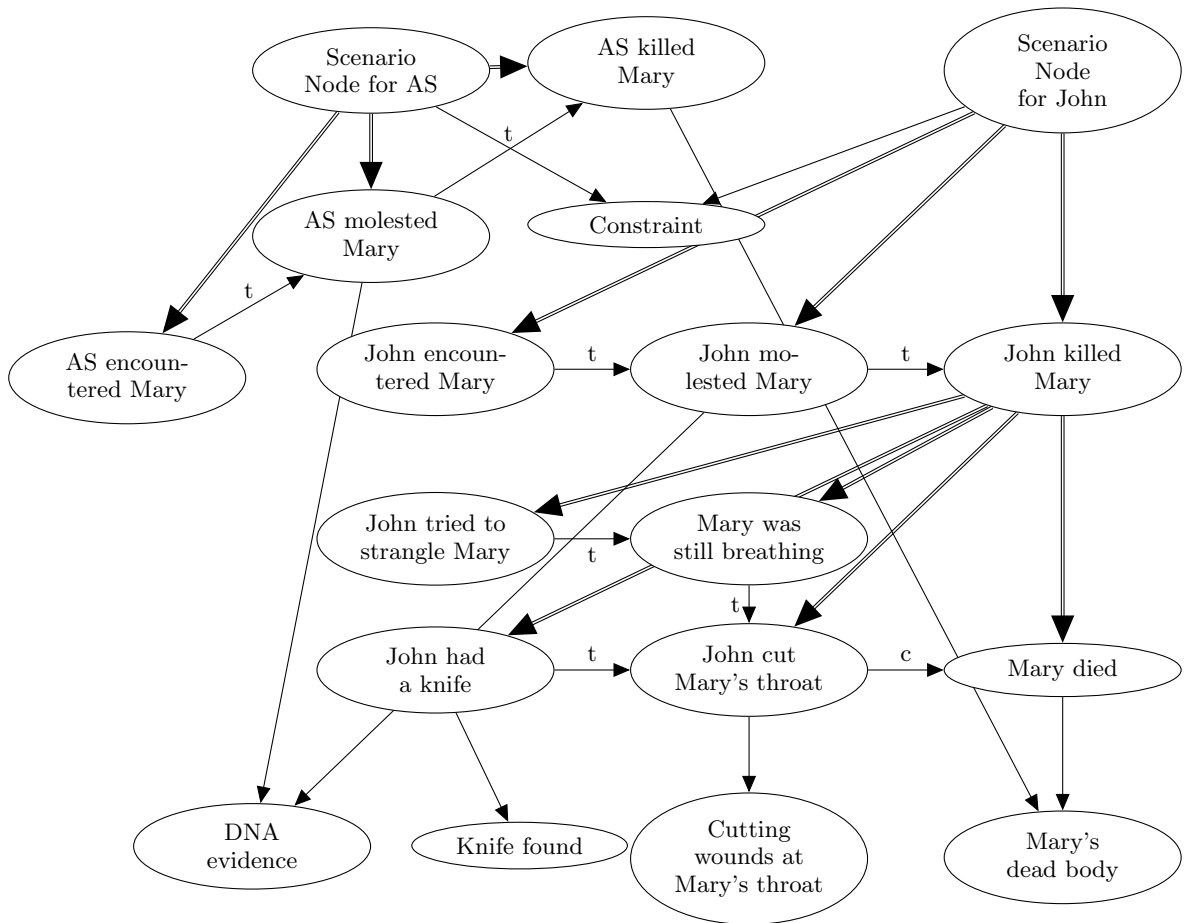 Scenario
Node for AS
AS killed
Mary
Scenario
Node
for John
t
AS molested
Mary
Constraint
t
AS encoun-
tered Mary
John encoun-
tered Mary
t
John mo-
lested Mary
t
John killed
Mary
John tried to
strangle Mary
t
Mary was
still breathing
t
John had
a knife
t
John cut
Mary's throat
c
Mary died
DNA
evidence
Knife found
Cutting
wounds at
Mary's throat
Mary's
dead body